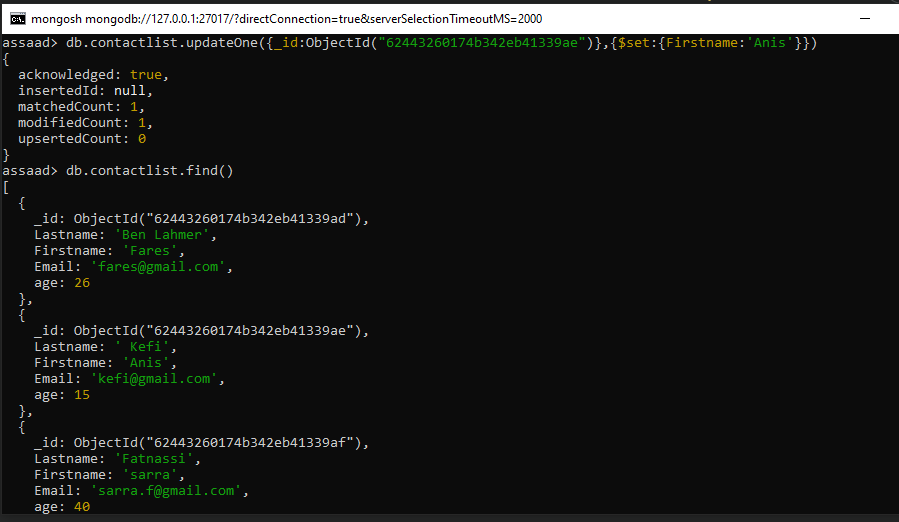 mongosh mongodb://127.0.0.1:27017/?directConnection=true&serverSelectionTimeoutMS=2000
assaad> db.contactlist.updateOne({_id:ObjectId("62443260174b342eb41339ae")},{$set:{Firstname:'Anis'}})
{
  acknowledged: true,
  insertedId: null,
  matchedCount: 1,
  modifiedCount: 1,
  upsertedCount: 0
}
assaad> db.contactlist.find()
[
  {
    _id: ObjectId("62443260174b342eb41339ad"),
    Lastname: 'Ben Lahmer',
    Firstname: 'Fares',
    Email: 'fares@gmail.com',
    age: 26
  },
  {
    _id: ObjectId("62443260174b342eb41339ae"),
    Lastname: ' Kefi',
    Firstname: 'Anis',
    Email: 'kefi@gmail.com',
    age: 15
  },
  {
    _id: ObjectId("62443260174b342eb41339af"),
    Lastname: 'Fatnassi',
    Firstname: 'sarra',
    Email: 'sarra.f@gmail.com',
    age: 40